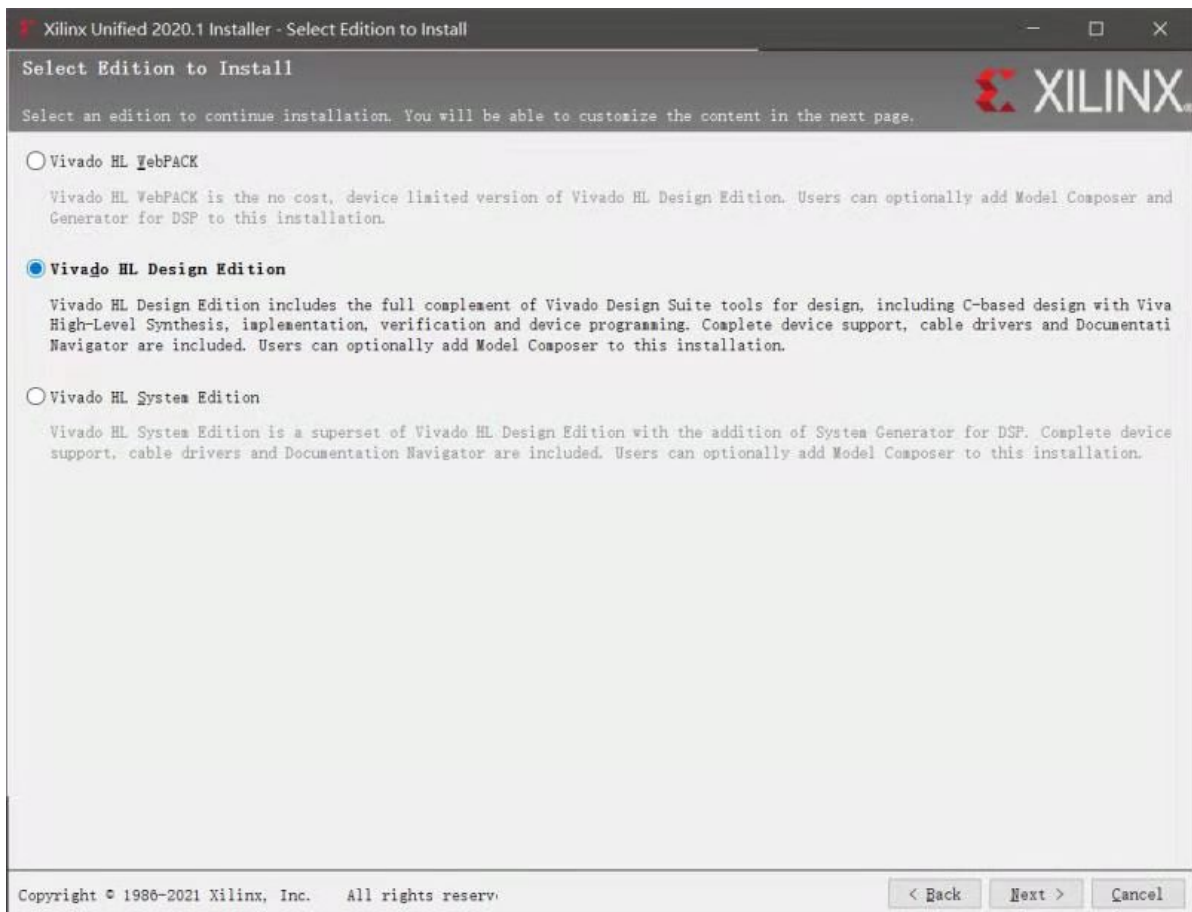 Xilinx Unified 2020.1 Installer - Select Edition to Install
Select Edition to Install
XILINX
Select an edition to continue installation. You will be able to customize the content in the next page.
Vivado HL WebPACK
Vivado HL WebPACK is the no cost, device limited version of Vivado HL Design Edition. Users can optionally add Model Composer and
Generator for DSP to this installation.
Vivado HL Design Edition
Vivado HL Design Edition includes the full complement of Vivado Design Suite tools for design, including C-based design with Viva
High-Level Synthesis, implementation, verification and device programming. Complete device support, cable drivers and Documentati
Navigator are included. Users can optionally add Model Composer to this installation.
Vivado HL System Edition
Vivado HL System Edition is a superset of Vivado HL Design Edition with the addition of System Generator for DSP. Complete device
support, cable drivers and Documentation Navigator are included. Users can optionally add Model Composer to this installation.
Copyright © 1986-2021 Xilinx, Inc. All rights reserv
< Back Next > Cancel